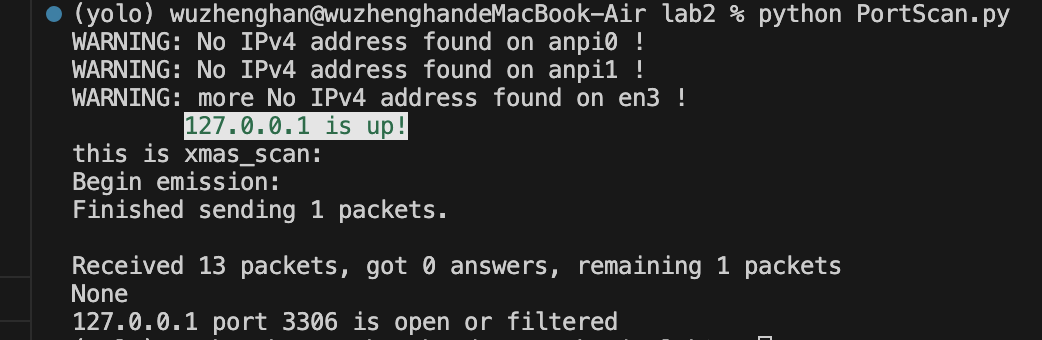 (yolo) wuzhenghan@wuzhenghandeMacBook-Air lab2 % python PortScan.py
WARNING: No IPv4 address found on anpi0 !
WARNING: No IPv4 address found on anpi1 !
WARNING: more No IPv4 address found on en3 !
127.0.0.1 is up!
this is xmas_scan:
Begin emission:
Finished sending 1 packets.
Received 13 packets, got 0 answers, remaining 1 packets
None
127.0.0.1 port 3306 is open or filtered